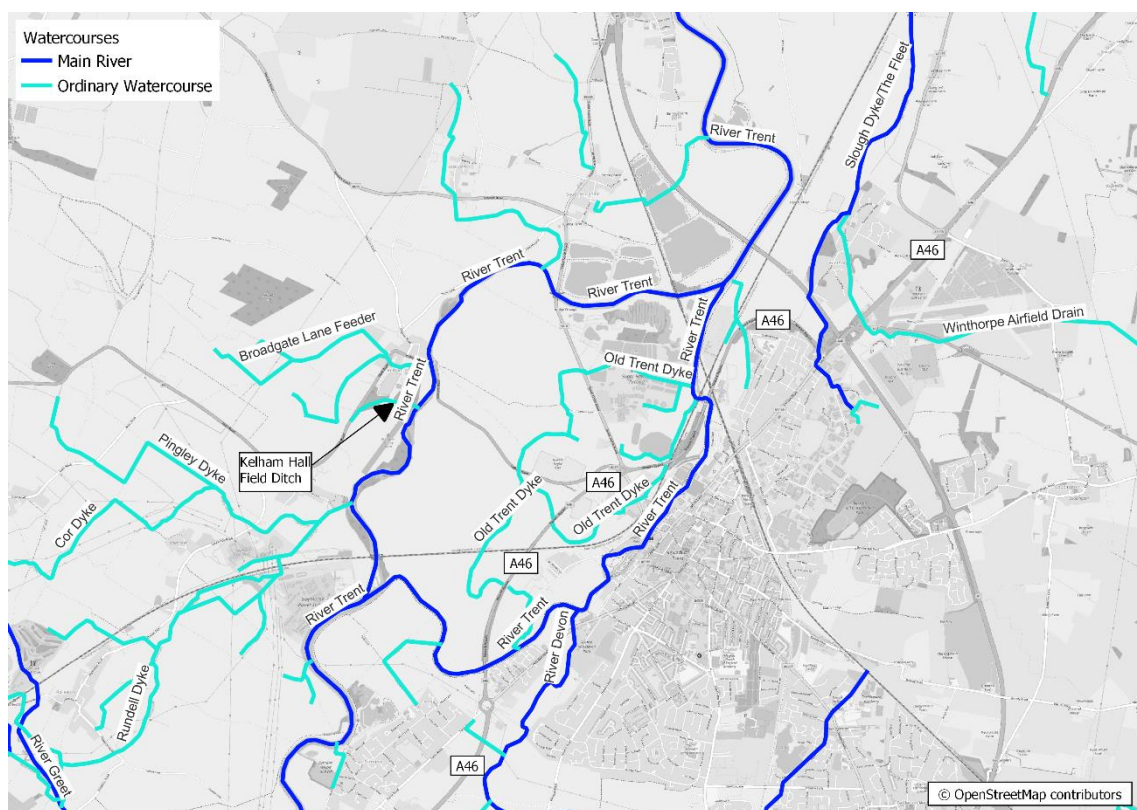 Watercourses
Main River
Ordinary Watercourse
River Trent
Slough Dyke/The Fleet
A46
River Trent
River Trent
Winthorpe Airfield Drain
A46
River Trent
Broadgate Lane Feeder
Old Trent Dyke
River Trent
Kelham Hall
Field Ditch
Pingley Dyke
A46
Old Trent Dyke
Old Trent Dyke
River Trent
Cor Dyke
A46
River Trent
River Trent
River Devon
Rundell Dyke
River Greet
A46
© OpenStreetMap contributors